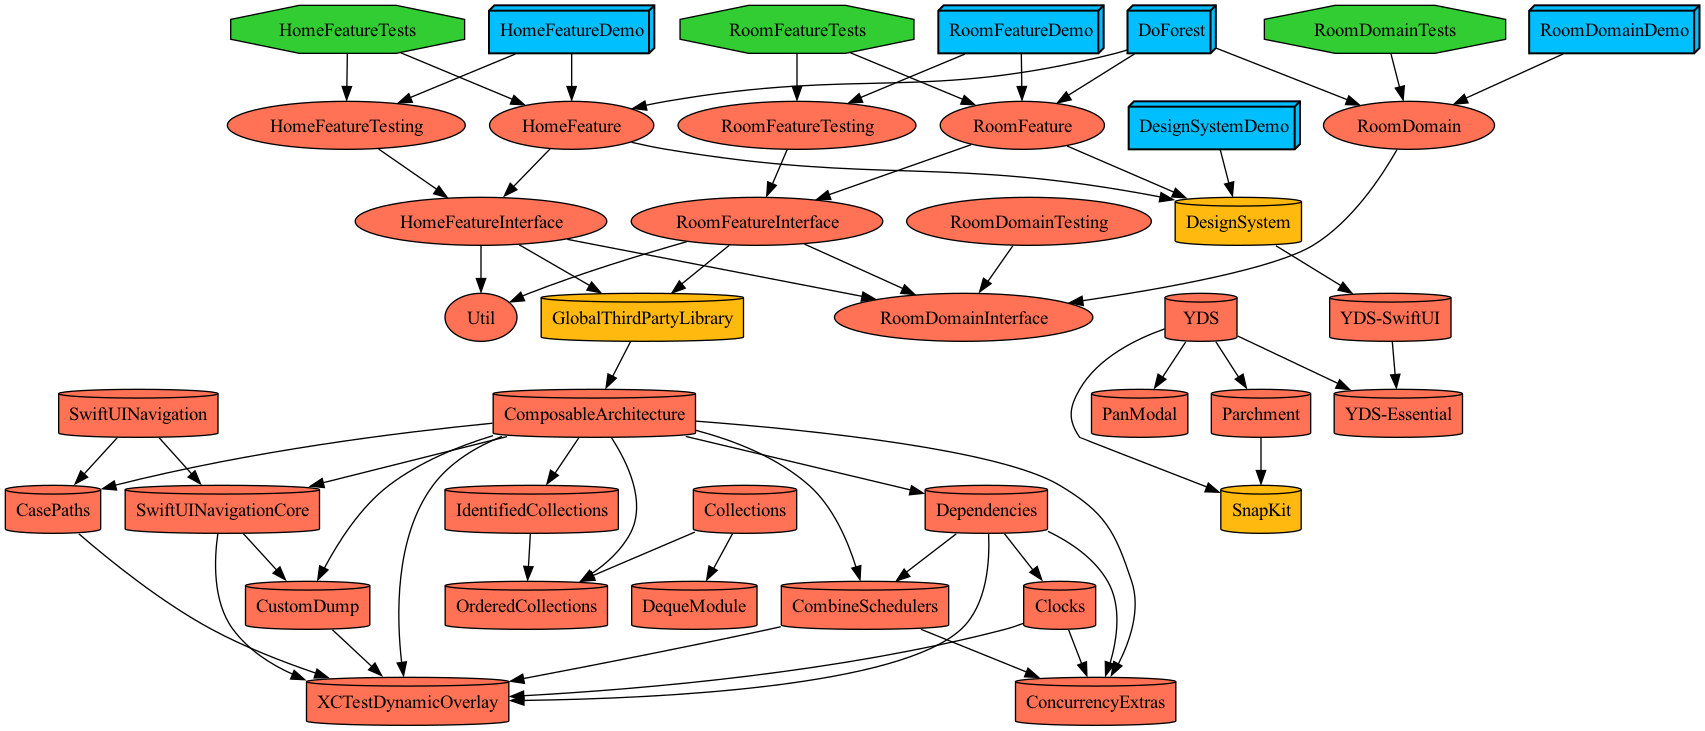 HomeFeatureTests
HomeFeatureDemo
RoomFeatureTests
RoomFeatureDemo
DoForest
RoomDomainTests
RoomDomainDemo
HomeFeatureTesting
HomeFeature
RoomFeatureTesting
RoomFeature
DesignSystemDemo
RoomDomain
HomeFeatureInterface
RoomFeatureInterface
RoomDomainTesting
DesignSystem
Util
GlobalThirdPartyLibrary
RoomDomainInterface
YDS
YDS-SwiftUI
SwiftUINavigation
ComposableArchitecture
PanModal
Parchment
YDS-Essential
CasePaths
SwiftUINavigationCore
IdentifiedCollections
Collections
Dependencies
SnapKit
CustomDump
OrderedCollections
DequeModule
CombineSchedulers
Clocks
XCTestDynamicOverlay
ConcurrencyExtras